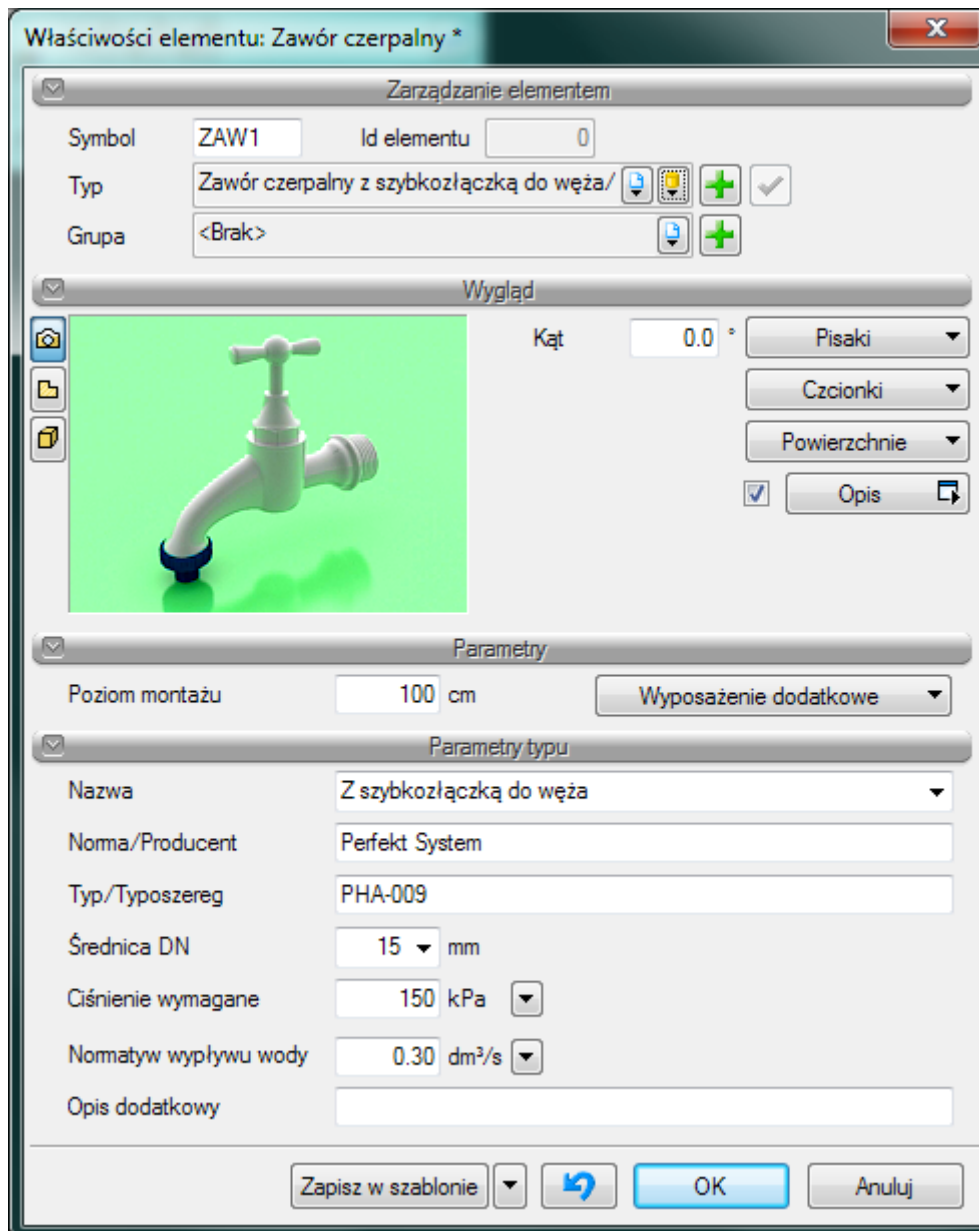 Właściwości elementu: Zawór czerpalny *
Zarządzanie elementem
Symbol ZAW1 Id elementu 0
Typ Zawór czerpalny z szybkozłączką do węża/
Grupa <Brak>
Wygląd
Kąt 0.0 ° Pisaki
Czcionki
Powierzchnie
Opis
Parametry
Poziom montażu 100 cm Wyposażenie dodatkowe
Parametry typu
Nazwa Z szybkozłączką do węża
Norma/Producent Perfekt System
Typ/Typoszereg PHA-009
Średnica DN 15 mm
Ciśnienie wymagane 150 kPa
Normatyw wypływu wody 0.30 dm³/s
Opis dodatkowy
Zapisz w szablonie OK Anuluj